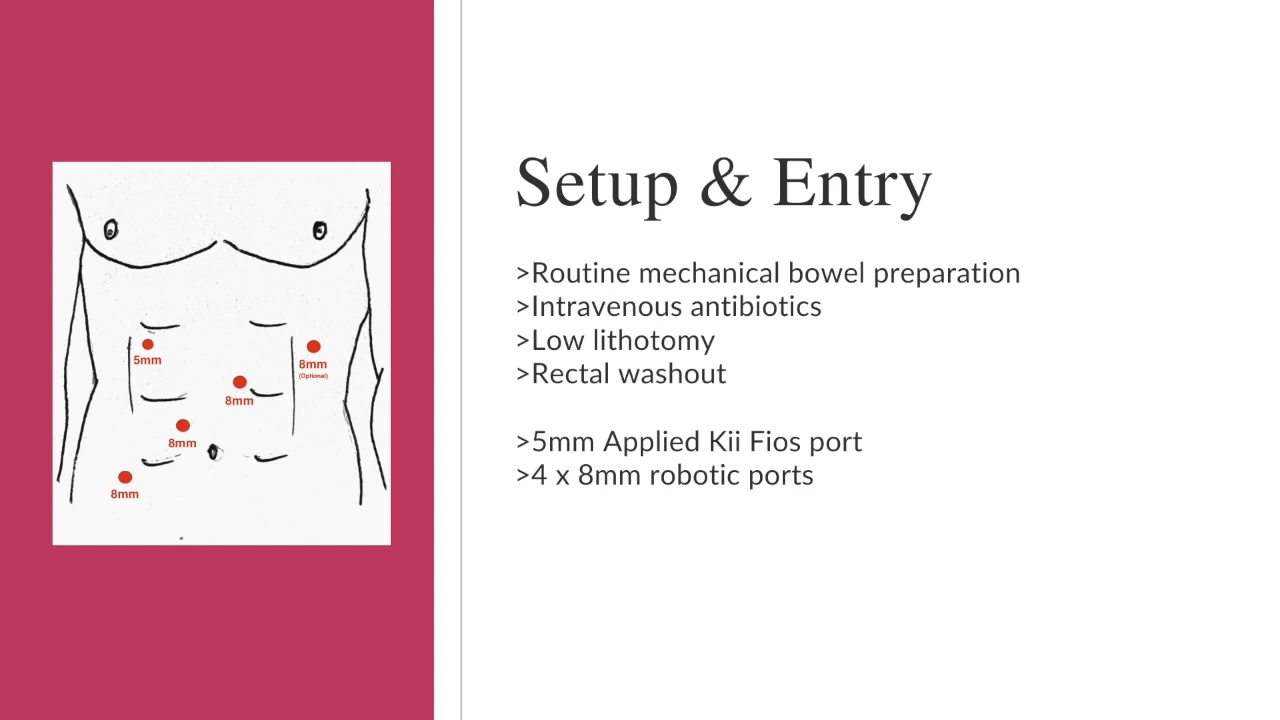 Setup & Entry
>Routine mechanical bowel preparation
>Intravenous antibiotics
>Low lithotomy
>Rectal washout
>5mm Applied Kii Fios port
>4 x 8mm robotic ports
5mm
8mm
(Optional)
8mm
8mm
8mm